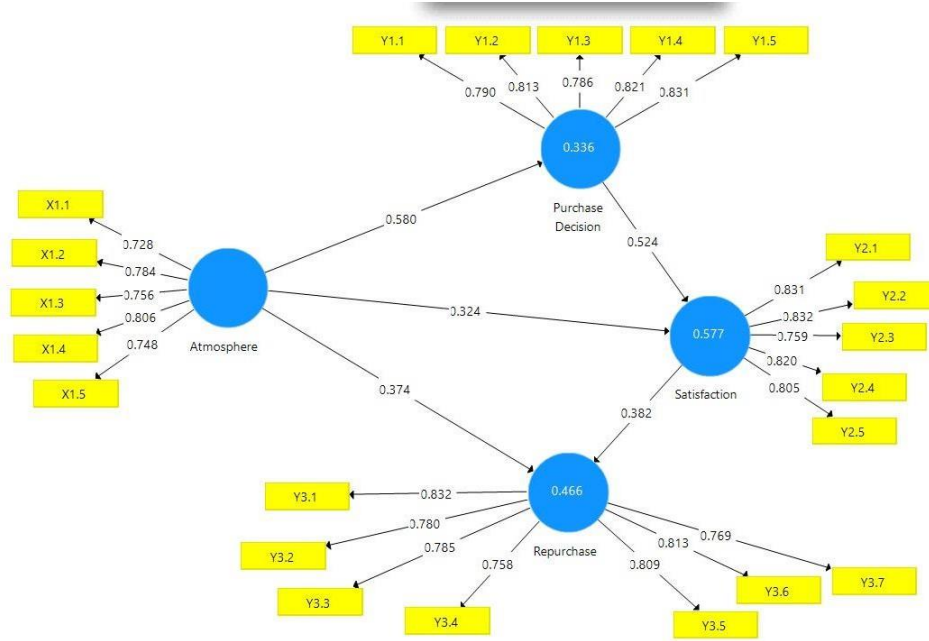 Y1.1
Y1.2
Y1.3
Y1.4
Y1.5
0.790
0.813
0.786
0.821
0.831
0.336
Purchase
Decision
0.580
0.524
X1.1
X1.2
X1.3
X1.4
X1.5
0.728
0.784
0.756
0.806
0.748
Atmosphere
0.324
0.374
Y2.1
Y2.2
Y2.3
Y2.4
Y2.5
0.831
0.832
0.759
0.820
0.805
0.577
Satisfaction
0.382
0.466
Repurchase
Y3.1
Y3.2
Y3.3
Y3.4
Y3.5
Y3.6
Y3.7
0.832
0.780
0.785
0.758
0.809
0.813
0.769